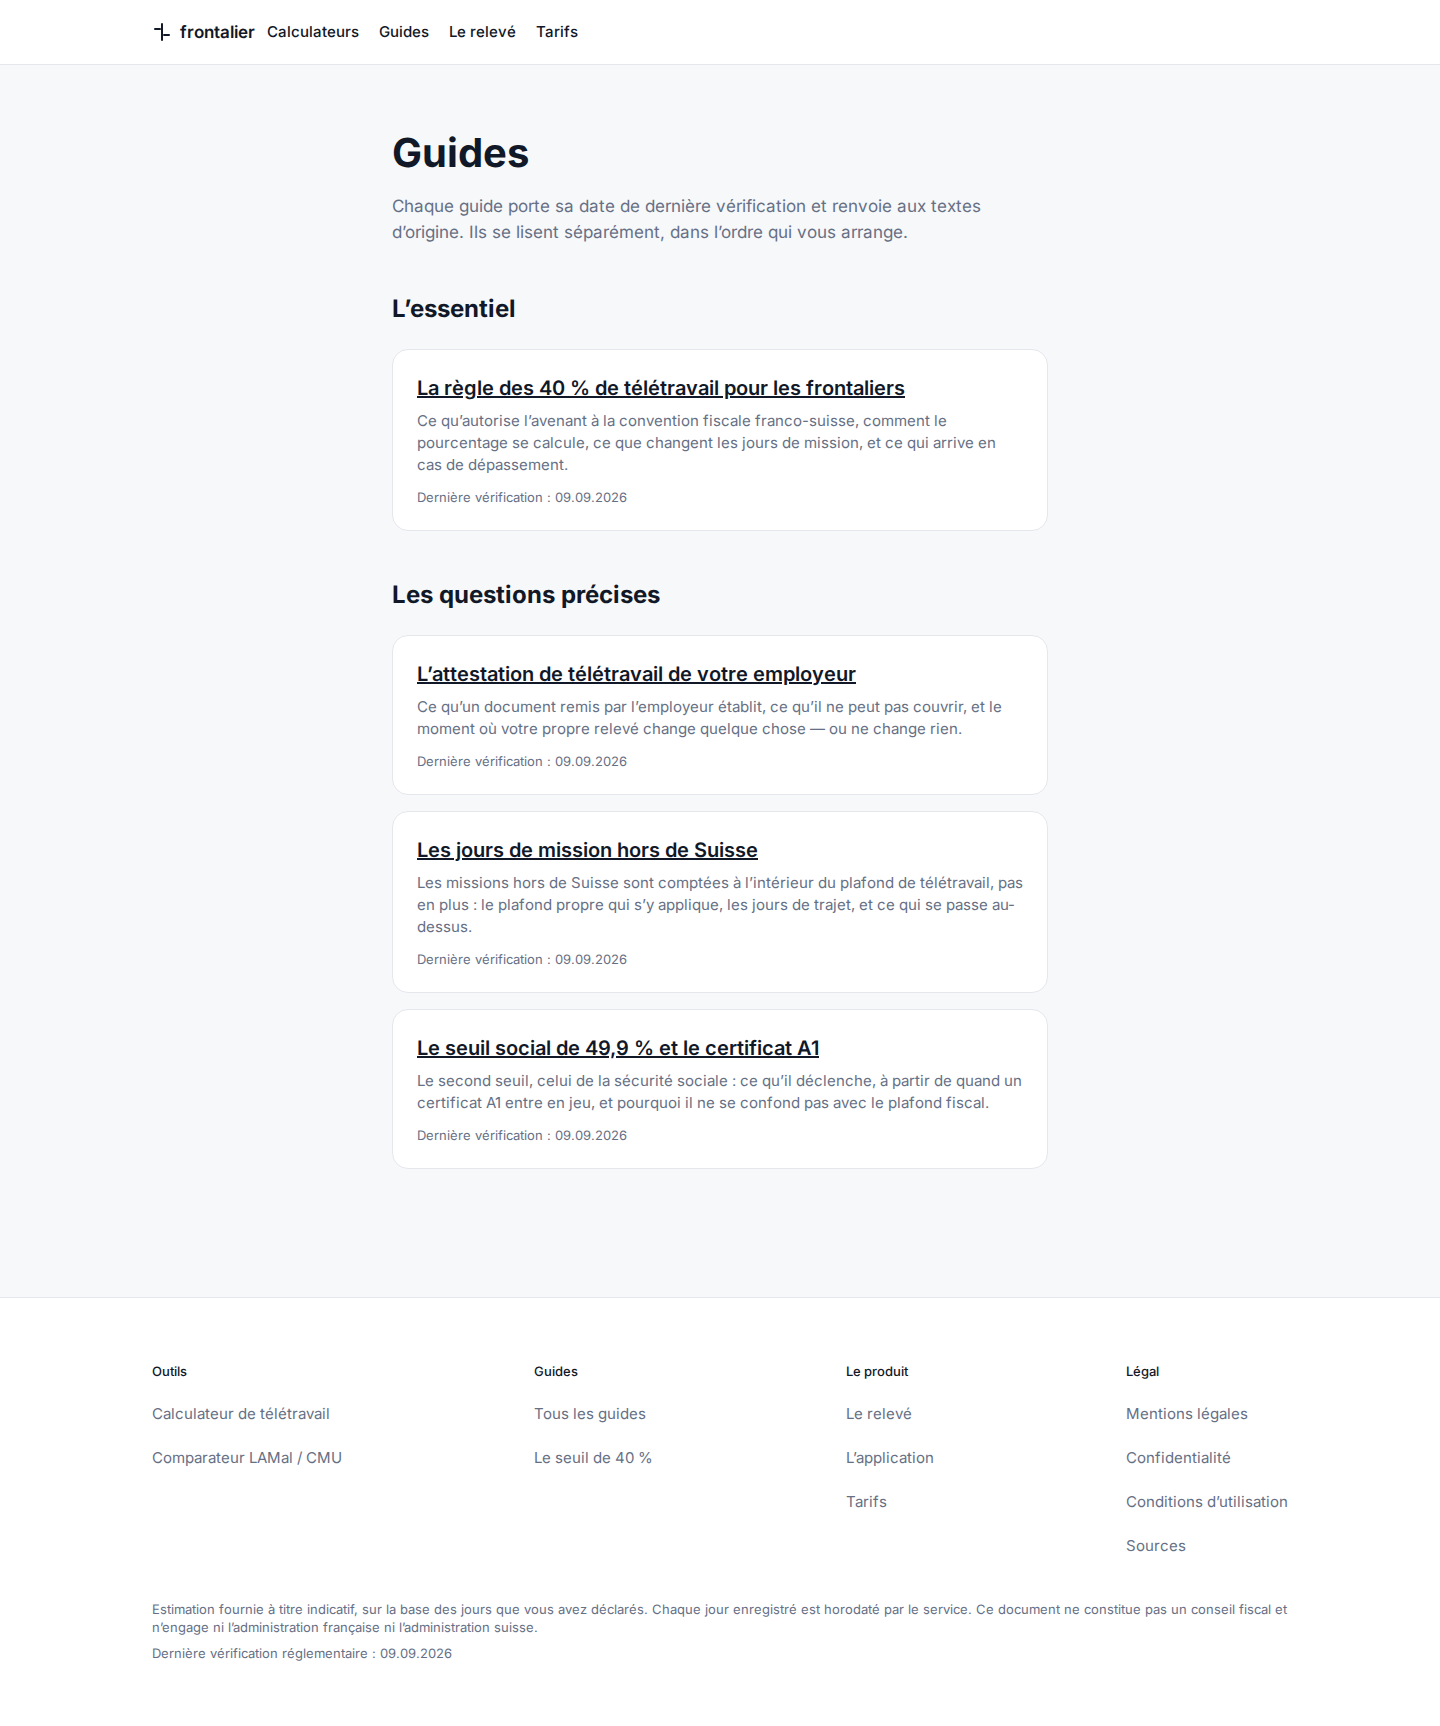 frontalier Calculateurs Guides Le relevé Tarifs
Guides
Chaque guide porte sa date de dernière vérification et renvoie aux textes
d’origine. Ils se lisent séparément, dans l’ordre qui vous arrange.
L’essentiel
La règle des 40 % de télétravail pour les frontaliers
Ce qu’autorise l’avenant à la convention fiscale franco-suisse, comment le
pourcentage se calcule, ce que changent les jours de mission, et ce qui arrive en
cas de dépassement.
Dernière vérification : 09.09.2026
Les questions précises
L’attestation de télétravail de votre employeur
Ce qu’un document remis par l’employeur établit, ce qu’il ne peut pas couvrir, et le
moment où votre propre relevé change quelque chose — ou ne change rien.
Dernière vérification : 09.09.2026
Les jours de mission hors de Suisse
Les missions hors de Suisse sont comptées à l’intérieur du plafond de télétravail, pas
en plus : le plafond propre qui s’y applique, les jours de trajet, et ce qui se passe au-
dessus.
Dernière vérification : 09.09.2026
Le seuil social de 49,9 % et le certificat A1
Le second seuil, celui de la sécurité sociale : ce qu’il déclenche, à partir de quand un
certificat A1 entre en jeu, et pourquoi il ne se confond pas avec le plafond fiscal.
Dernière vérification : 09.09.2026
Outils
Calculateur de télétravail
Comparateur LAMal / CMU
Guides
Tous les guides
Le seuil de 40 %
Le produit
Le relevé
L’application
Tarifs
Légal
Mentions légales
Confidentialité
Conditions d’utilisation
Sources
Estimation fournie à titre indicatif, sur la base des jours que vous avez déclarés. Chaque jour enregistré est horodaté par le service. Ce document ne constitue pas un conseil fiscal et
n’engage ni l’administration française ni l’administration suisse.
Dernière vérification réglementaire : 09.09.2026